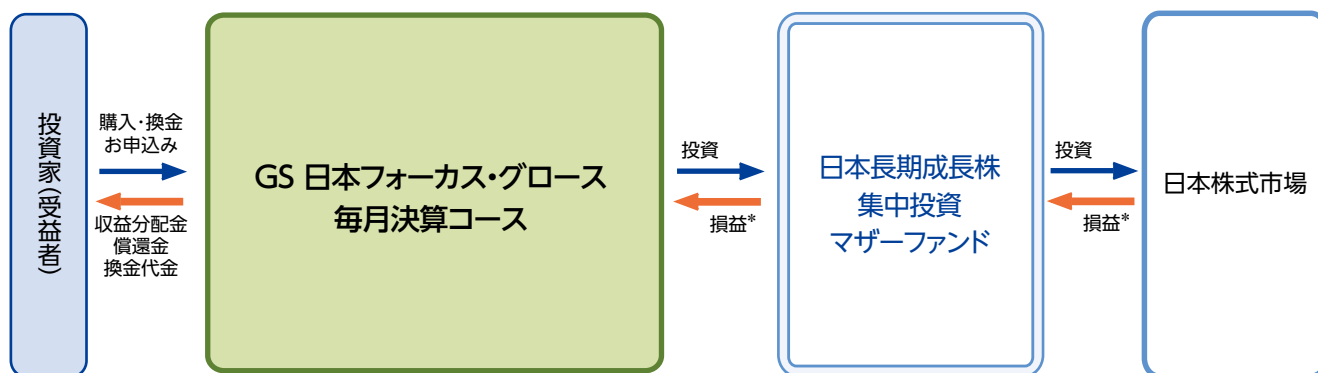 投資家(受益者)
購入・換金
お申込み
収益分配金
償還金
換金代金
GS 日本フォーカス・グロース
毎月決算コース
投資
損益*
日本長期成長株
集中投資
マザーファンド
投資
損益*
日本株式市場